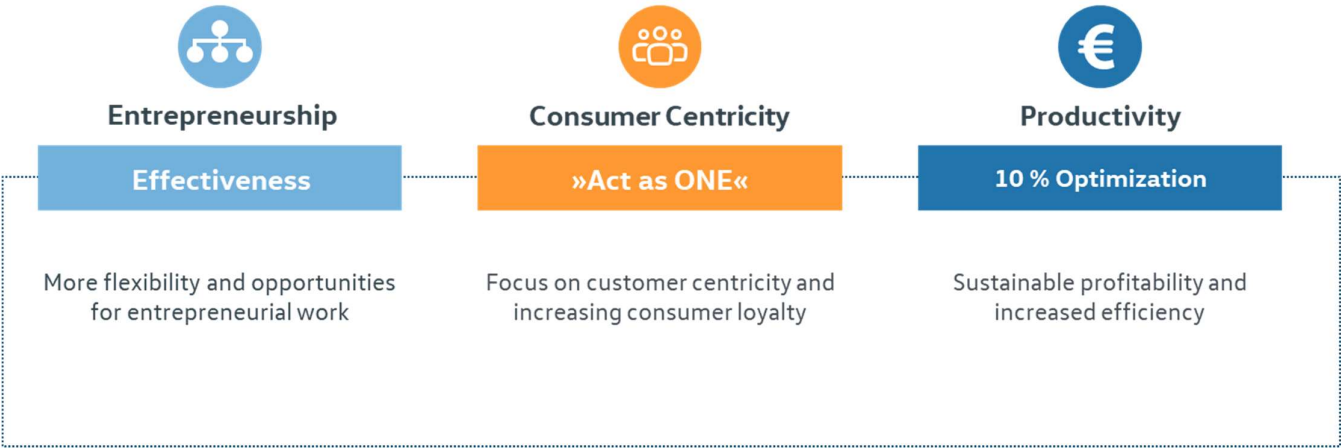 Entrepreneurship
Effectiveness
More flexibility and opportunities
for entrepreneurial work
€
Consumer Centricity
»Act as ONE«
Focus on customer centricity and
increasing consumer loyalty
Productivity
10 % Optimization
Sustainable profitability and
increased efficiency